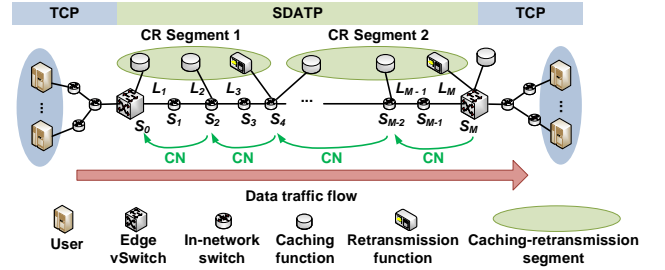 TCP SDATP TCP
CR Segment 1 CR Segment 2
L1 L2 L3 LM-1 LM
... ... ... 
S0 S1 S2 S3 S4 SM-2 SM-1 SM
CN CN CN CN
Data traffic flow
User Edge vSwitch In-network switch Caching function Retransmission function Caching-retransmission segment